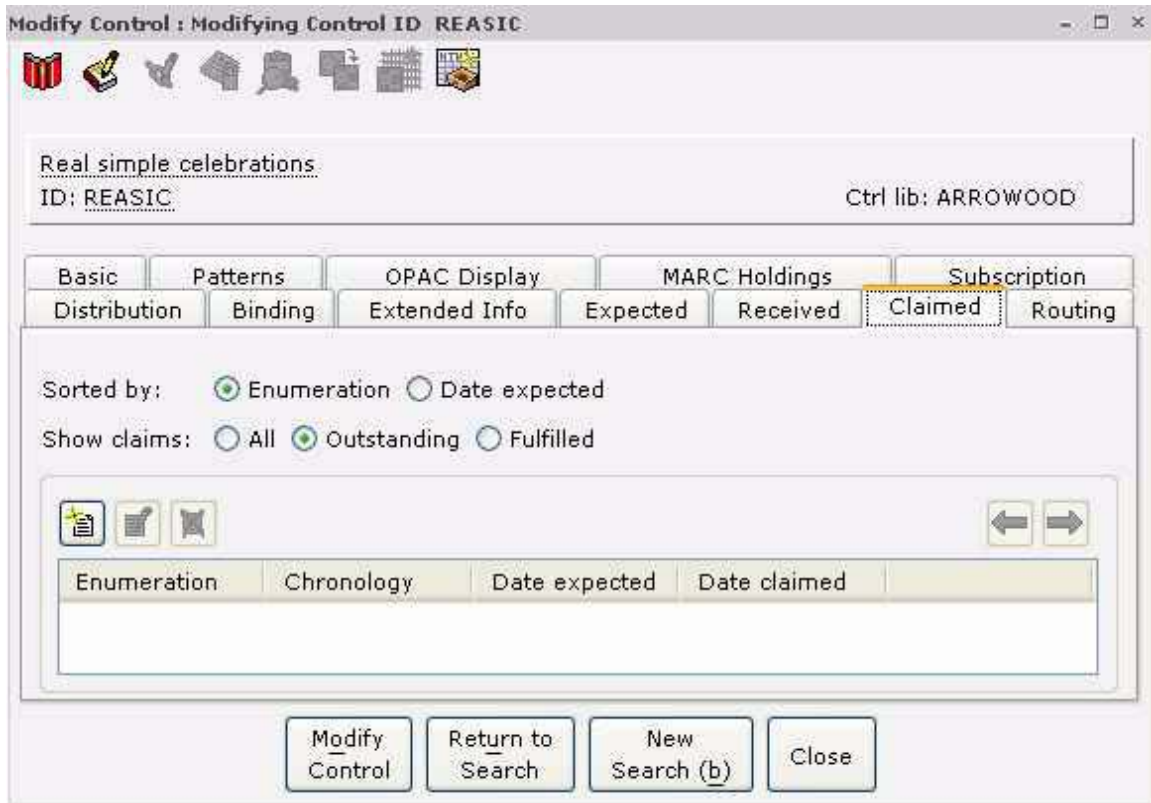 Modify Control : Modifying Control ID REASIC
Real simple celebrations
ID: REASIC Ctrl lib: ARROWOOD
Basic Patterns OPAC Display MARC Holdings Subscription
Distribution Binding Extended Info Expected Received Claimed Routing
Sorted by: Enumeration Date expected
Show claims: All Outstanding Fulfilled
Enumeration Chronology Date expected Date claimed
Modify Control
Return to Search
New Search (b)
Close